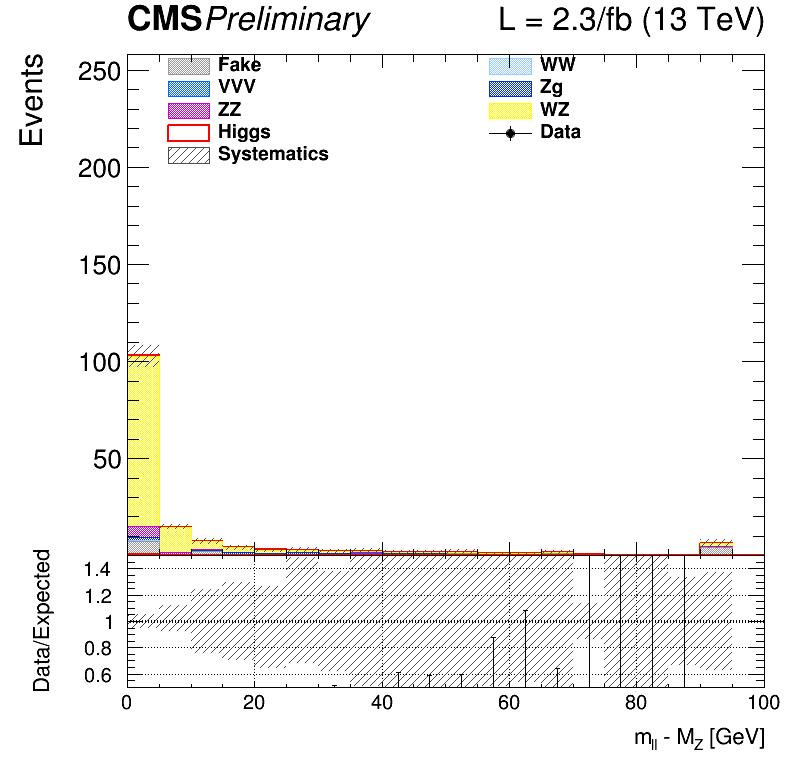 CMS Preliminary L = 2.3/fb (13 TeV)
Events
250
200
150
100
50
Fake WW
VVV Zg
ZZ WZ
Higgs Data
Systematics
Data/Expected
1.4
1.2
1
0.8
0.6
0 20 40 60 80 100
m_ll - M_Z [GeV]